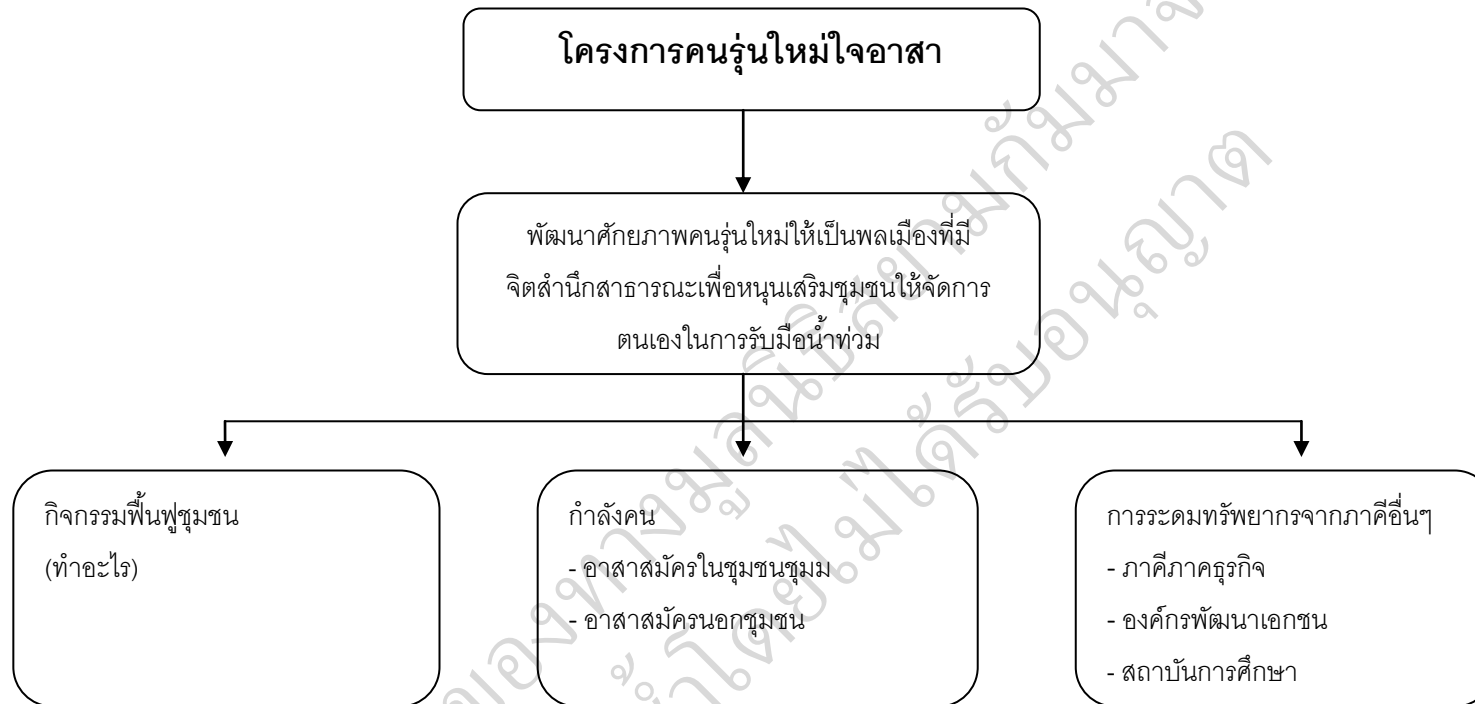 โครงการคนรุ่นใหม่ใจอาสา
พัฒนาศักยภาพคนรุ่นใหม่ให้เป็นพลเมืองที่มี
จิตสำนึกสาธารณะเพื่อหนุนเสริมชุมชนให้จัดการ
ตนเองในการรับมือน้ำท่วม
กิจกรรมฟื้นฟูชุมชน
(ทำอะไร)
กำลังคน
- อาสาสมัครในชุมชนชุมม
- อาสาสมัครนอกชุมชน
การระดมทรัพยากรจากภาคีอื่นๆ
- ภาคีภาคธุรกิจ
- องค์กรพัฒนาเอกชน
- สถาบันการศึกษา